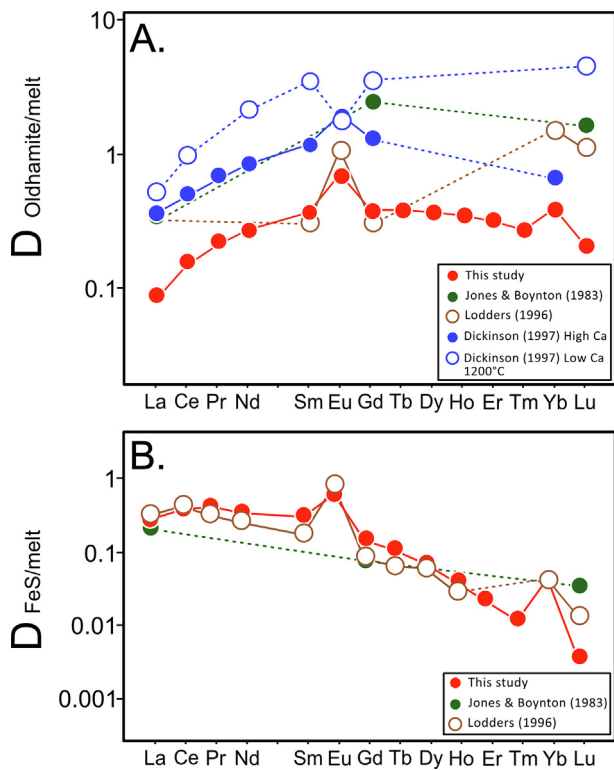 A.
10
1
0.1
D Oldhamite/melt
This study
Jones & Boynton (1983)
Lodders (1996)
Dickinson (1997) High Ca
Dickinson (1997) Low Ca
1200°C
La Ce Pr Nd Sm Eu Gd Tb Dy Ho Er Tm Yb Lu
B.
1
0.1
0.01
0.001
D FeS/melt
This study
Jones & Boynton (1983)
Lodders (1996)
La Ce Pr Nd Sm Eu Gd Tb Dy Ho Er Tm Yb Lu